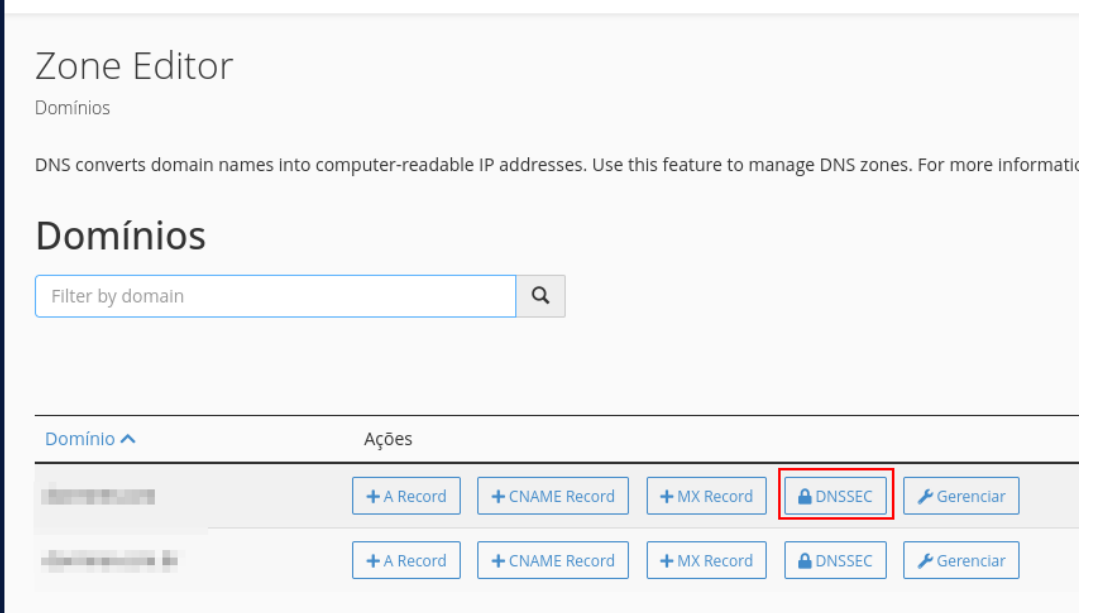 Zone Editor
Domínios
DNS converts domain names into computer-readable IP addresses. Use this feature to manage DNS zones. For more
Domínios
Filter by domain
Domínio Ações
A Record CNAME Record MX Record DNSSEC Gerenciar
A Record CNAME Record MX Record DNSSEC Gerenciar